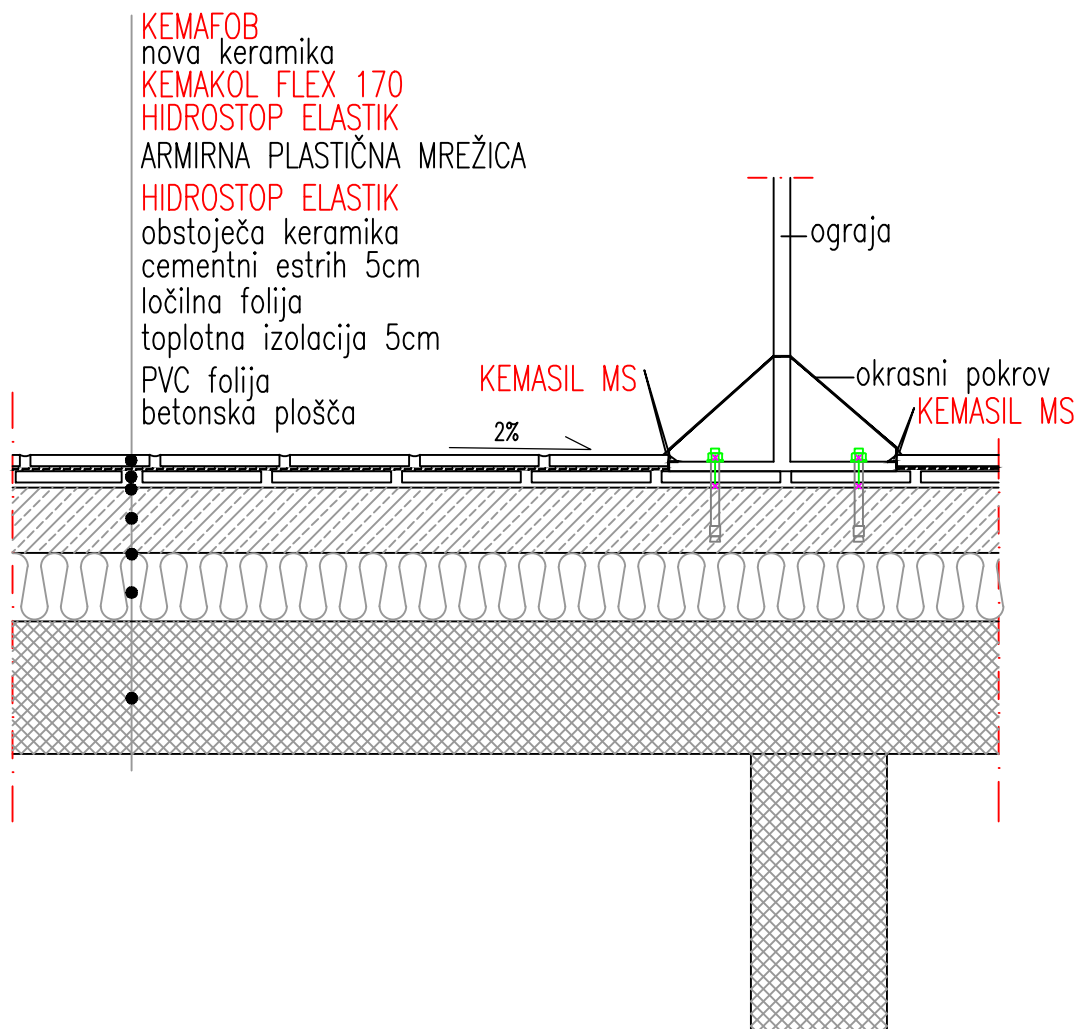 KEMAFOB
nova keramika
KEMAKOL FLEX 170
HIDROSTOP ELASTIK
ARMIRNA PLASTIČNA MREŽICA
HIDROSTOP ELASTIK
obstoječa keramika
cementni estrih 5cm
ločilna folija
toplotna izolacija 5cm
PVC folija
betonska plošča
ograja
KEMASIL MS
okrasni pokrov
KEMASIL MS
2%